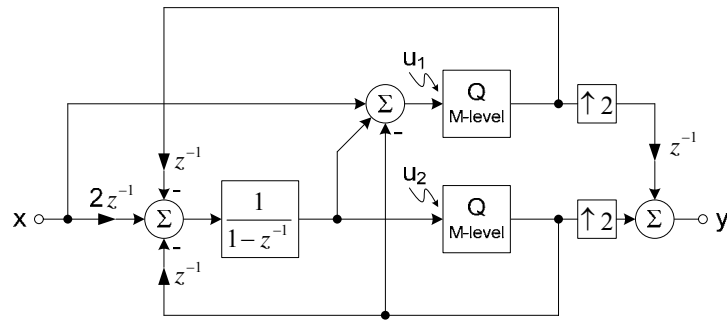 u₁
Σ
-
Q
M-level
↑ 2
z⁻¹
z⁻¹
-
x
2z⁻¹
Σ
-
1
1 − z⁻¹
u₂
Q
M-level
↑ 2
Σ
y
z⁻¹